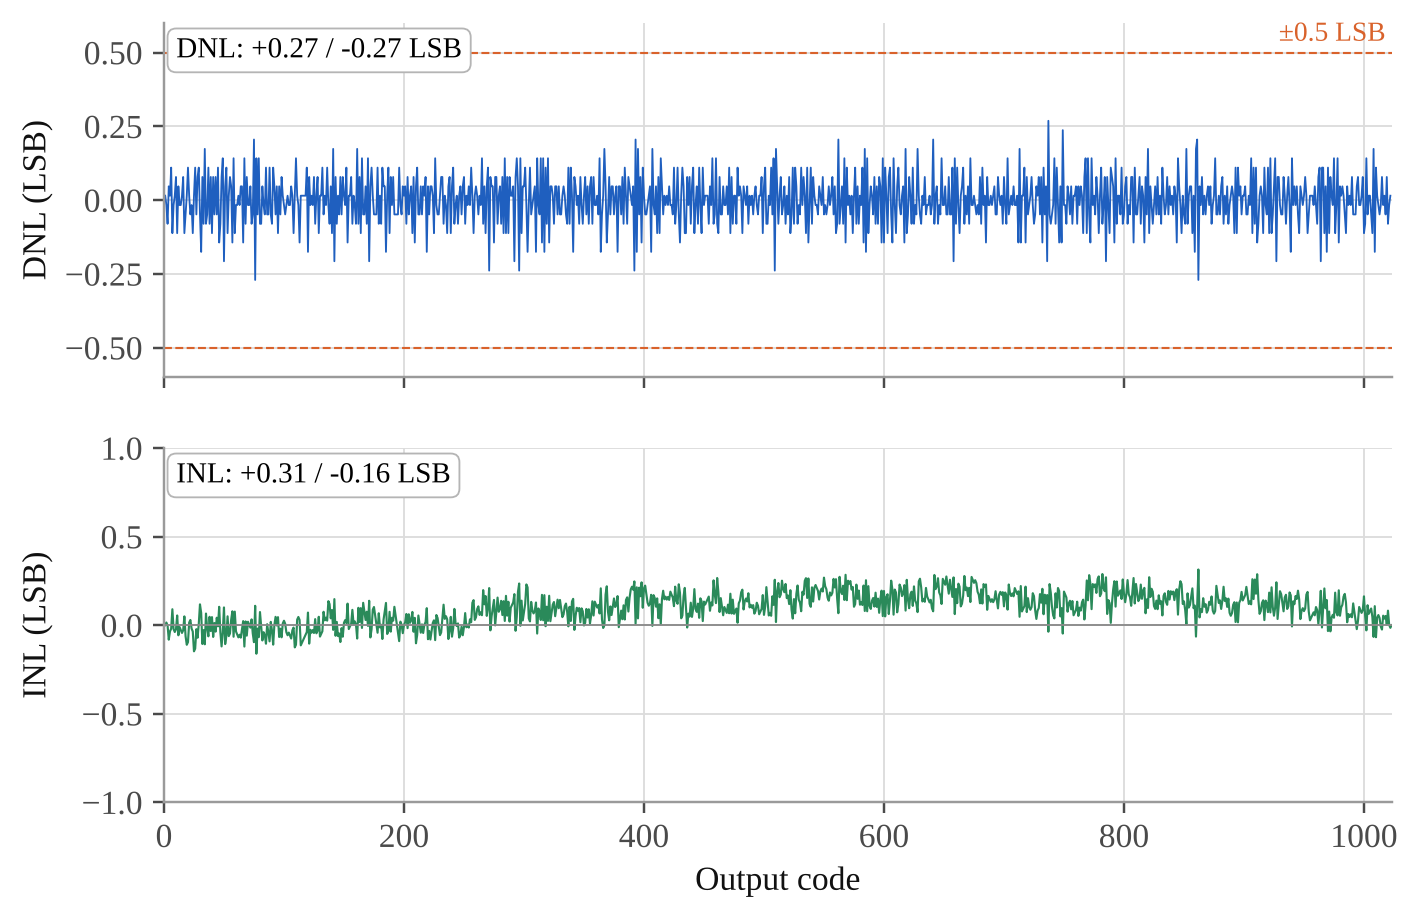 DNL: +0.27 / -0.27 LSB
±0.5 LSB
0.50
0.25
0.00
−0.25
−0.50
DNL (LSB)
INL: +0.31 / -0.16 LSB
1.0
0.5
0.0
−0.5
−1.0
INL (LSB)
0 200 400 600 800 1000
Output code